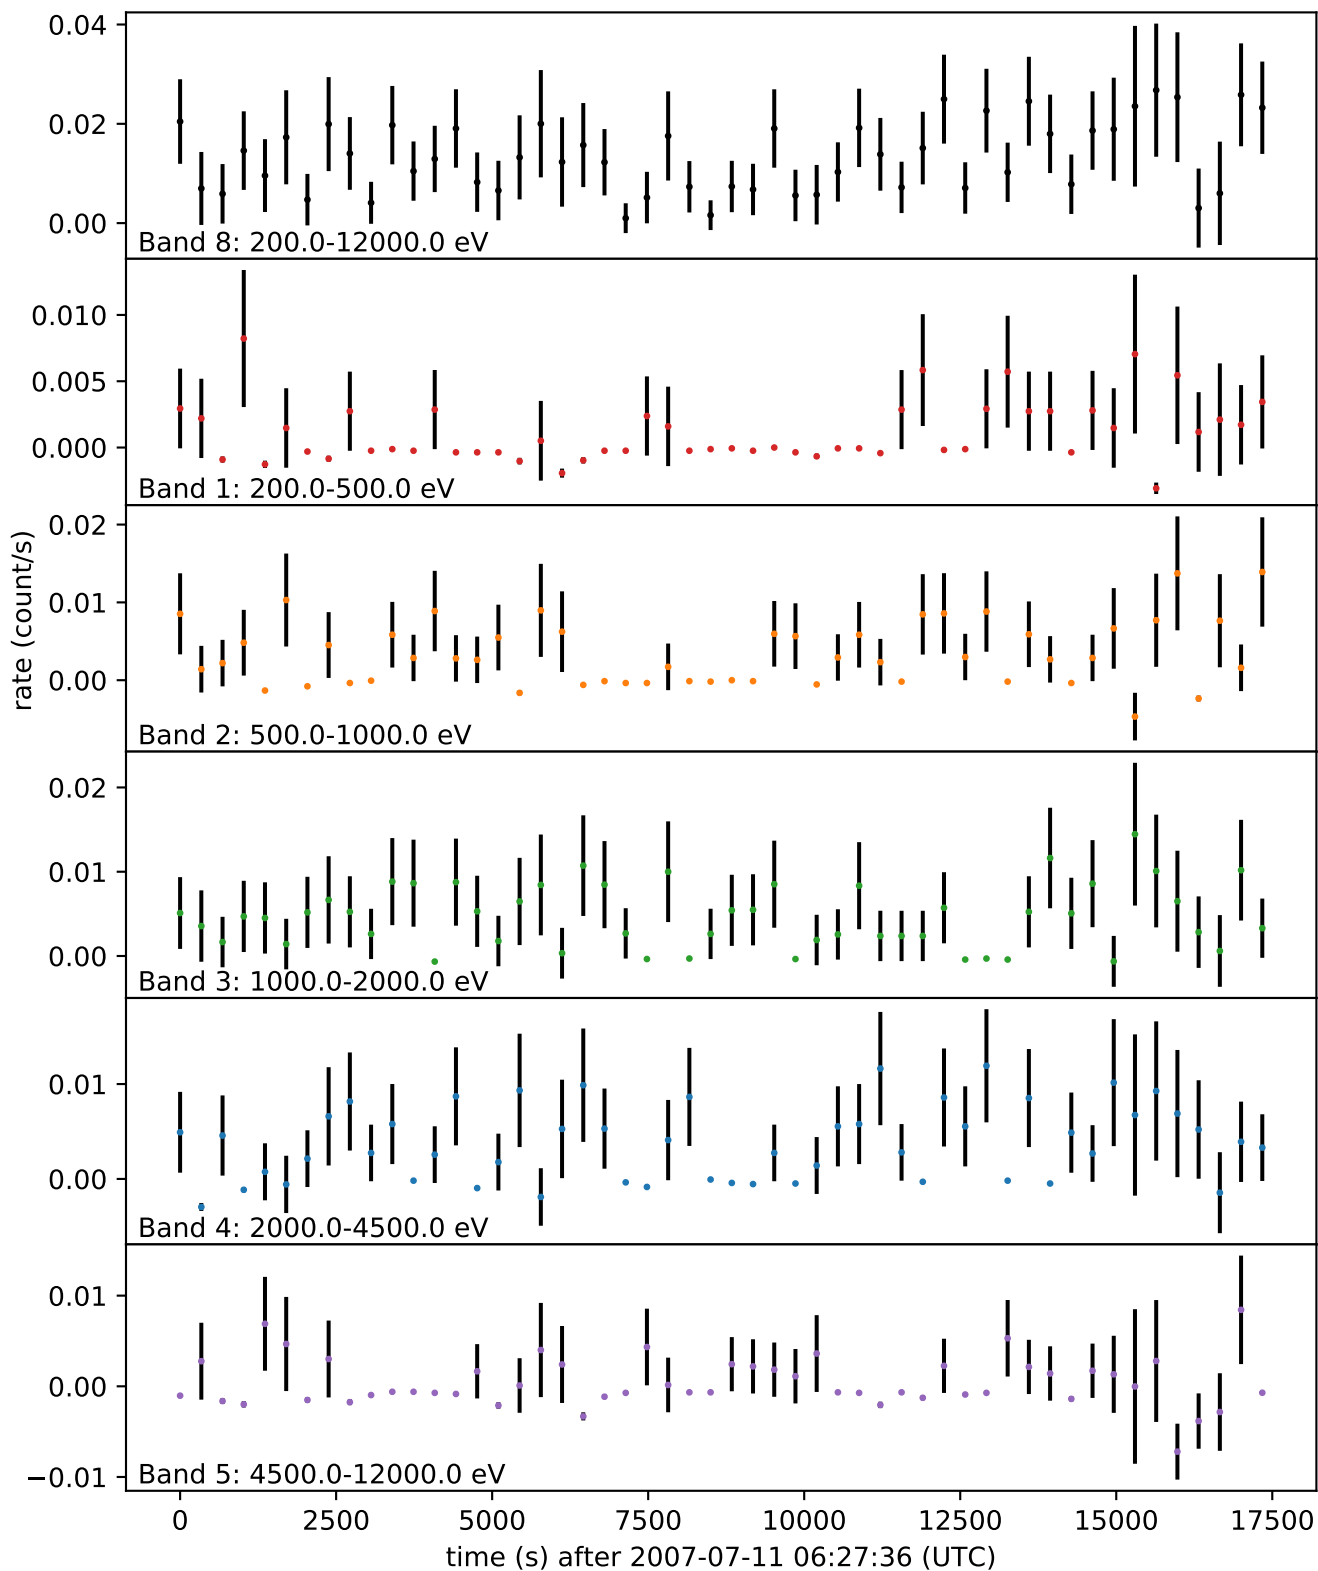 0.04
0.02
0.00
Band 8: 200.0-12000.0 eV
0.010
0.005
0.000
Band 1: 200.0-500.0 eV
0.02
0.01
0.00
Band 2: 500.0-1000.0 eV
rate (count/s)
0.02
0.01
0.00
Band 3: 1000.0-2000.0 eV
0.01
0.00
Band 4: 2000.0-4500.0 eV
0.01
0.00
−0.01
Band 5: 4500.0-12000.0 eV
0 2500 5000 7500 10000 12500 15000 17500
time (s) after 2007-07-11 06:27:36 (UTC)